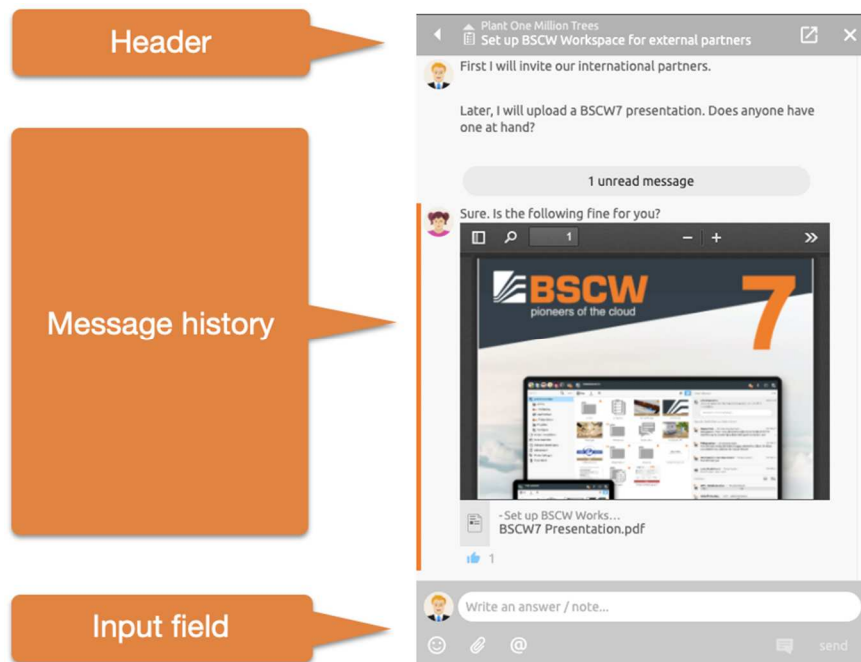 Header
Plant One Million Trees
Set up BSCW Workspace for external partners
First I will invite our international partners.
Later, I will upload a BSCW7 presentation. Does anyone have
one at hand?
1 unread message
Message history
Sure. Is the following fine for you?
1
BSCW
pioneers of the cloud
7
- Set up BSCW Works...
BSCW7 Presentation.pdf
1
Input field
Write an answer / note...
@
send